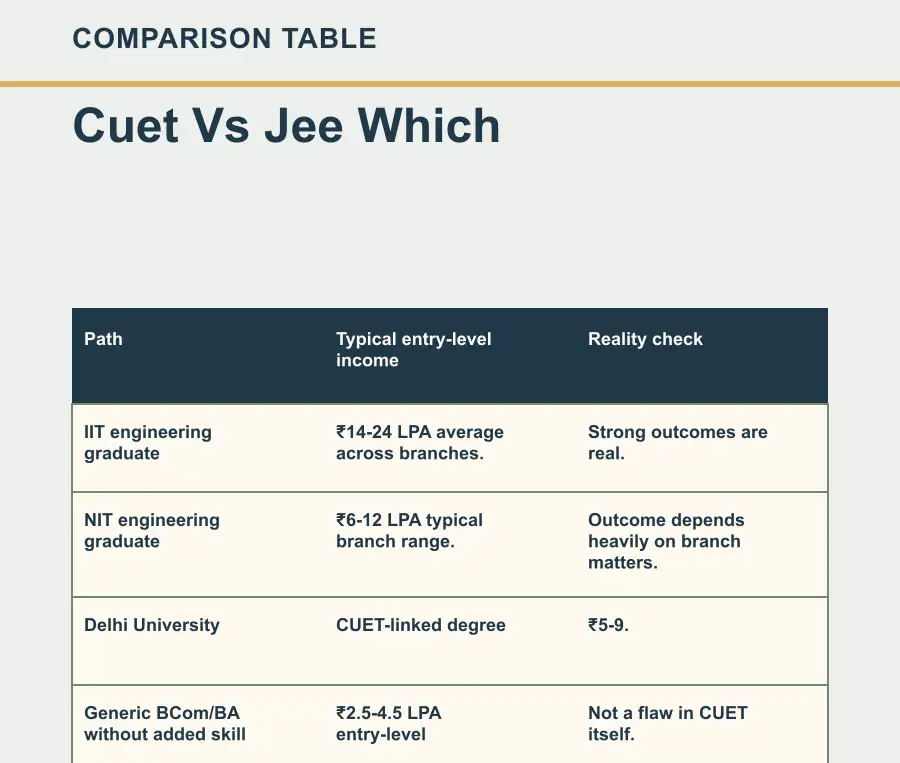 COMPARISON TABLE
Cuet Vs Jee Which
Path
Typical entry-level
income
Reality check
IIT engineering
graduate
₹14-24 LPA average
across branches.
Strong outcomes are
real.
NIT engineering
graduate
₹6-12 LPA typical
branch range.
Outcome depends
heavily on branch
matters.
Delhi University
CUET-linked degree
₹5-9.
Generic BCom/BA
without added skill
₹2.5-4.5 LPA
entry-level
Not a flaw in CUET
itself.